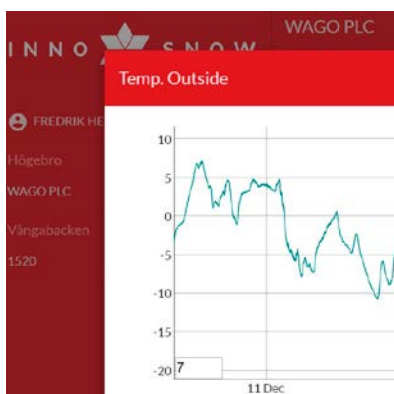 WAGO PLC
INNO SNOW
Temp. Outside
FREDRIK HE
Högebro
WAGO PLC
Vångabacken
1520
10
5
0
-5
-10
-15
-20
7
11 Dec